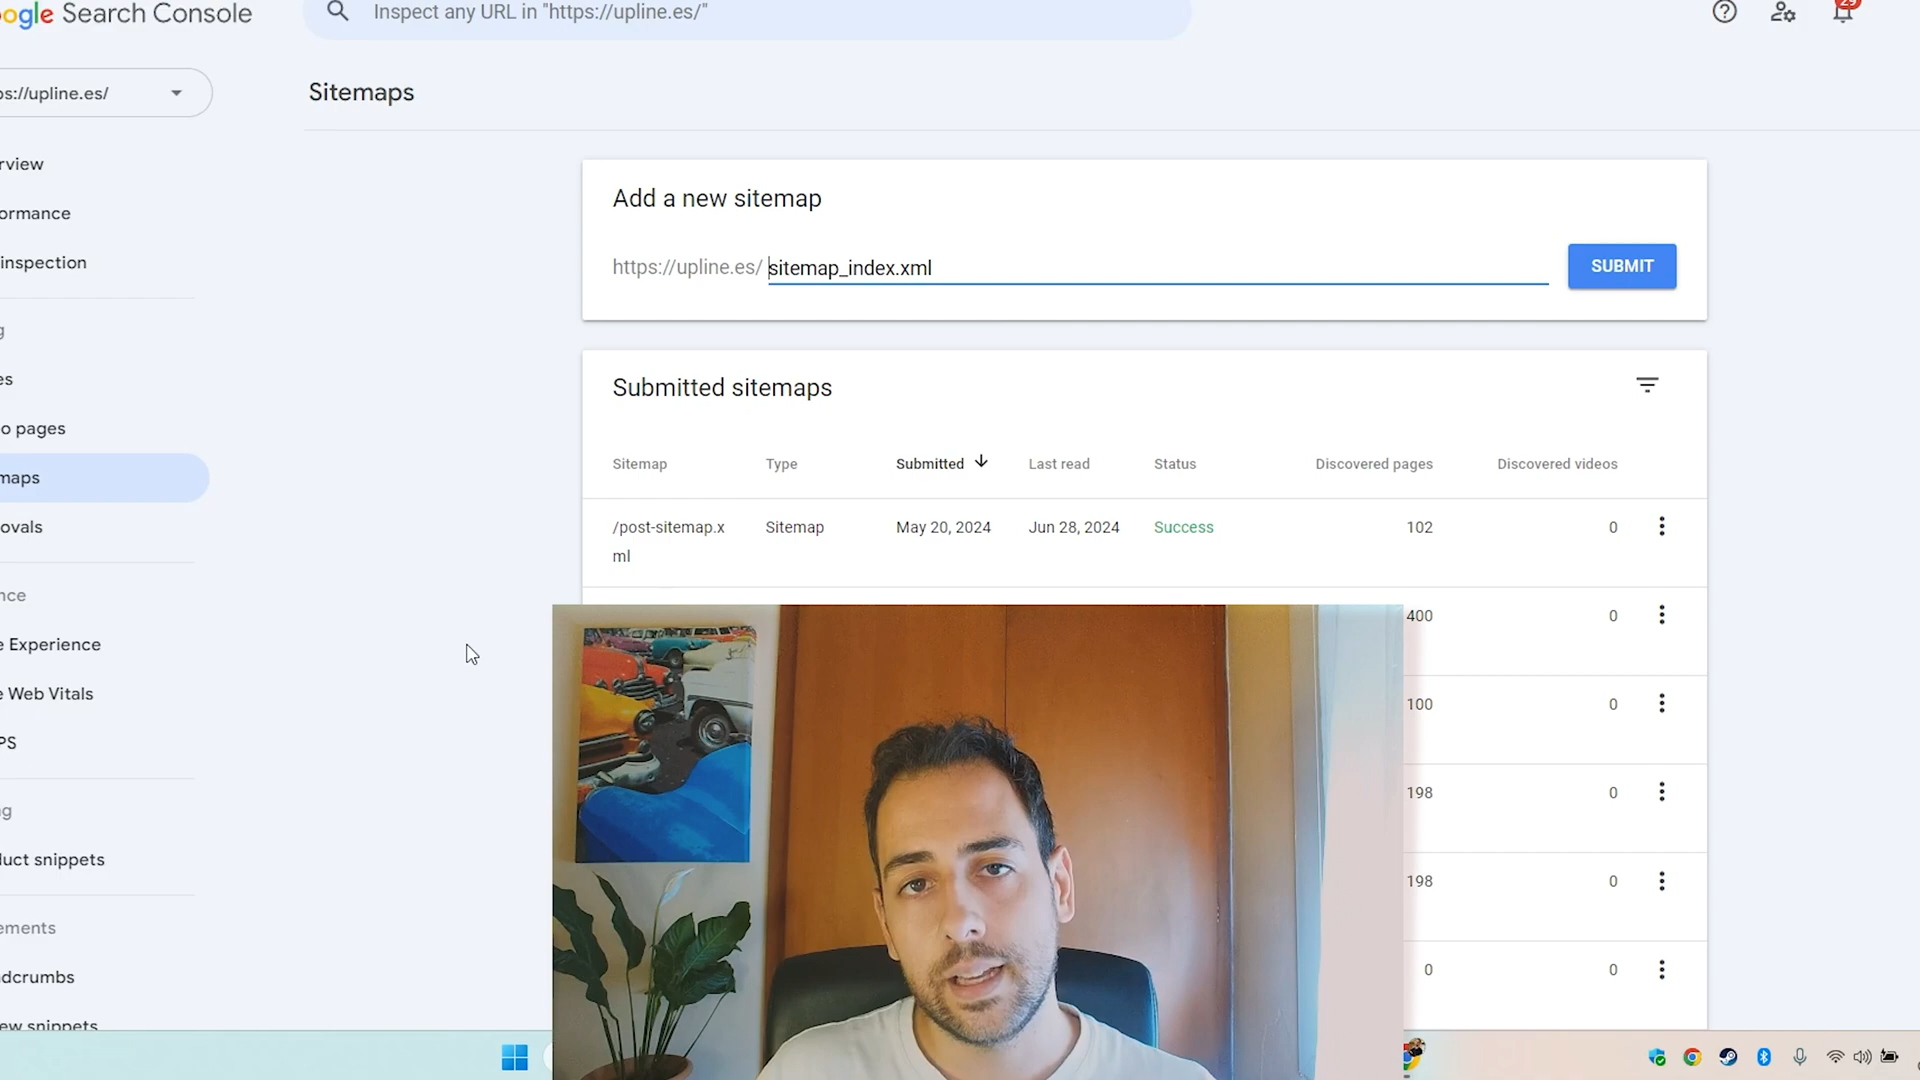 ogle Search Console
Inspect any URL in "https://upline.es/"
29
ps://upline.es/
Sitemaps
rview
ormance
inspection
g
es
o pages
maps
ovals
nce
e Experience
e Web Vitals
PS
ng
luct snippets
ements
adcrumbs
ew snippets
Add a new sitemap
https://upline.es/ sitemap_index.xml
SUBMIT
Submitted sitemaps
Sitemap Type Submitted Last read Status Discovered pages Discovered videos
/post-sitemap.x Sitemap May 20, 2024 Jun 28, 2024 Success 102 0
ml
400 0
100 0
198 0
198 0
0 0